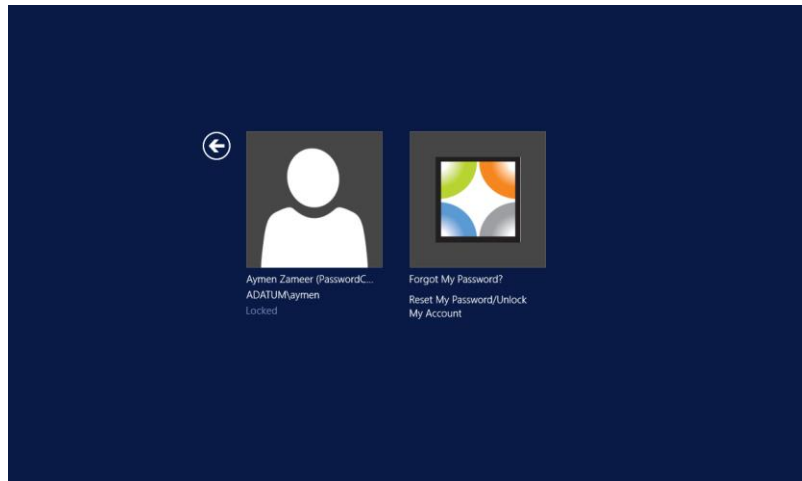 Aymen Zameer (PasswordC...
ADATUM\aymen
Locked
Forgot My Password?
Reset My Password/Unlock
My Account